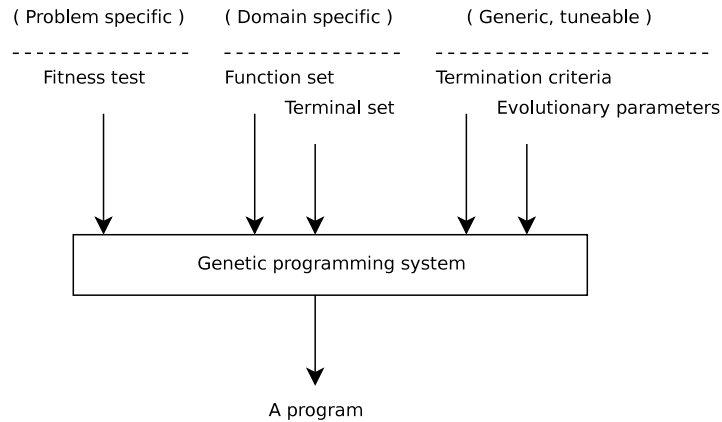 ( Problem specific )
( Domain specific )
( Generic, tuneable )
Fitness test
Function set
Termination criteria
Terminal set
Evolutionary parameters
Genetic programming system
A program